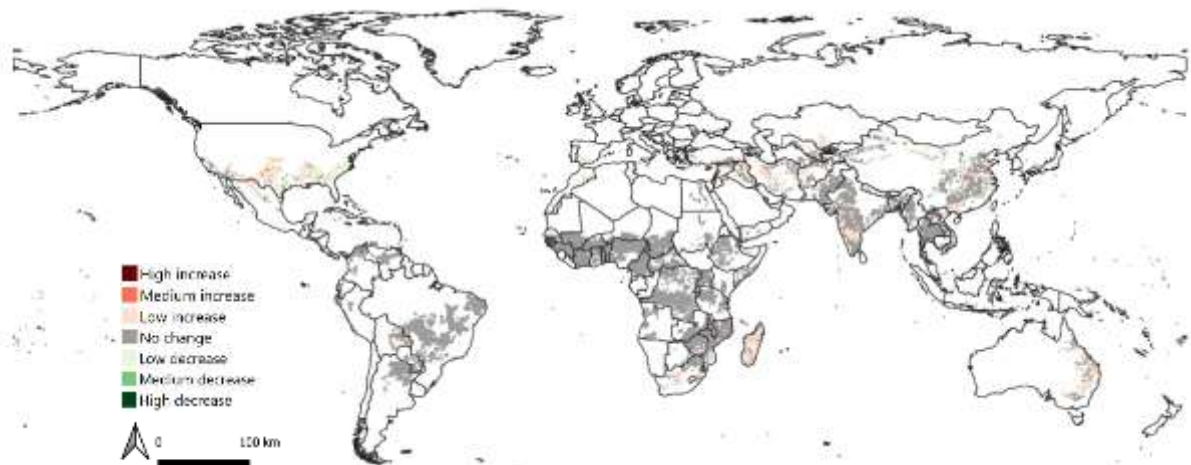 High increase
Medium increase
Low increase
No change
Low decrease
Medium decrease
High decrease
0 100 km